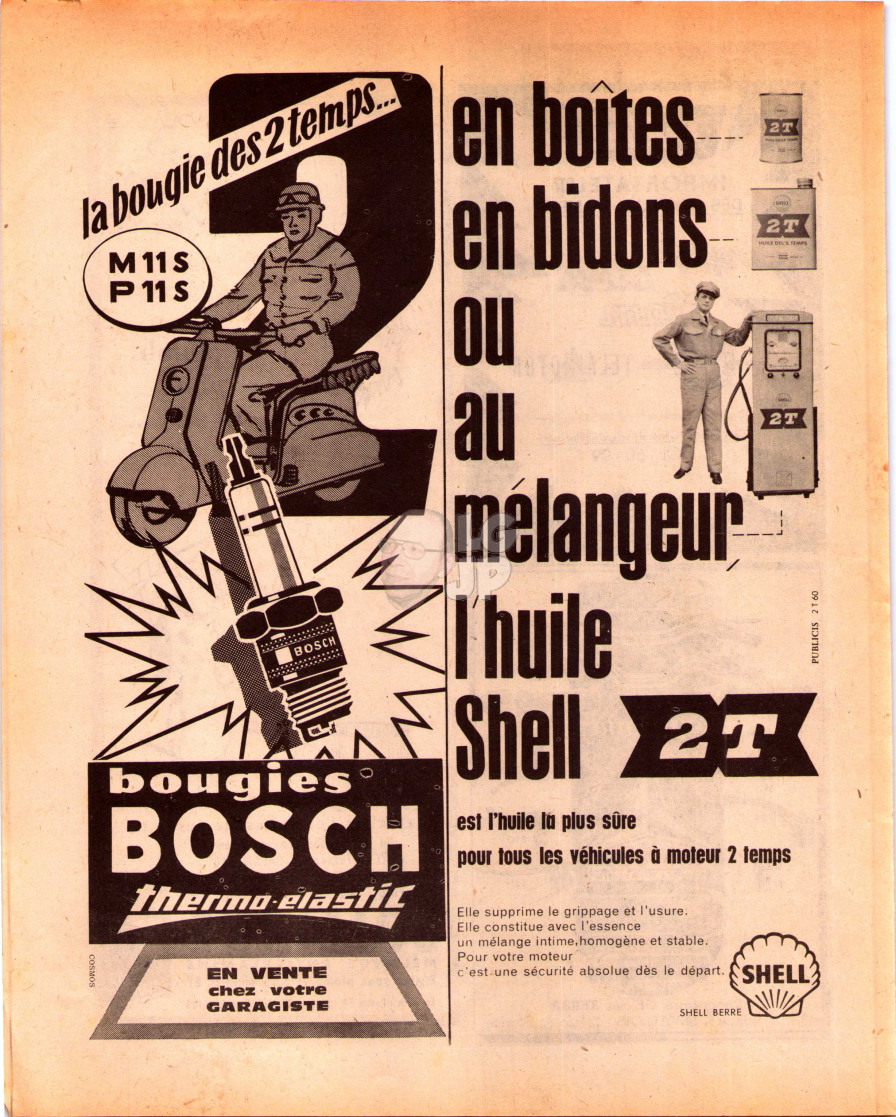 la bougie des 2 temps...
M 11 S
P 11 S
BOSCH
bougies
BOSCH
thermo-elastic
EN VENTE
chez votre
GARAGISTE
COSMOS
en boîtes
2T
en bidons
SHELL
2T
HUILE DES 2 TEMPS
ou
au
2T
mélangeur,
l'huile
Shell 2T
est l'huile la plus sûre
pour tous les véhicules à moteur 2 temps
Elle supprime le grippage et l'usure.
Elle constitue avec l'essence
un mélange intime,homogène et stable.
Pour votre moteur
c'est une sécurité absolue dès le départ.
SHELL
SHELL BERRE
PUBLICIS 2 T 60
LC
JP